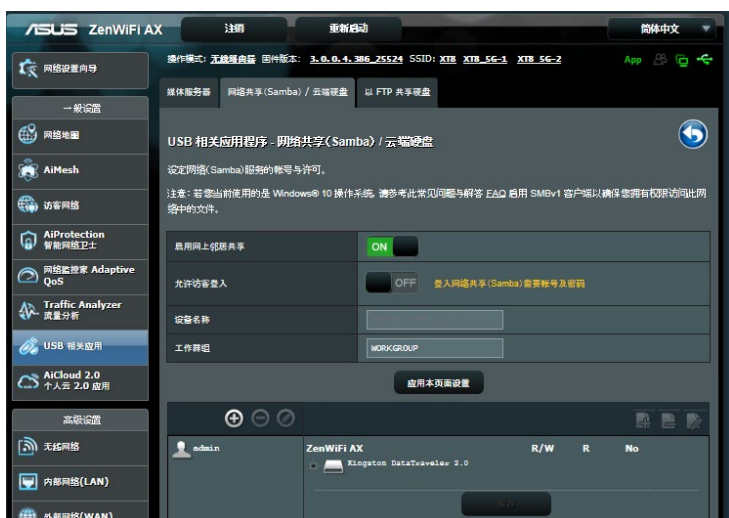 ASUS ZenWiFi AX 注销 重新启动 简体中文
操作模式: 无线路由器 固件版本: 3.0.0.4.386_25524 SSID: XT8 XT8_5G-1 XT8_5G-2 App
网络设置向导
媒体服务器 网络共享(Samba) / 云端硬盘 以 FTP 共享硬盘
一般设置
网络地图
AiMesh
访客网络
AiProtection
智能网络卫士
网络监控家 Adaptive
QoS
Traffic Analyzer
流量分析
USB 相关应用
AiCloud 2.0
个人云 2.0 应用
高级设置
无线网络
内部网络(LAN)
外部网络(WAN)
USB 相关应用程序 - 网络共享(Samba) / 云端硬盘
设定网络(Samba)服务的帐号与许可。
注意：若您当前使用的是 Windows® 10 操作系统, 请参考此常见问题与解答 FAQ 启用 SMBv1 客户端以确保您拥有权限访问此网
络中的文件。
启用网上邻居共享 ON
允许访客登入 OFF 登入网络共享(Samba)需要帐号及密码
设备名称
工作群组 WORKGROUP
应用本页面设置
admin
ZenWiFi AX R/W R No
Kingston DataTraveler 2.0